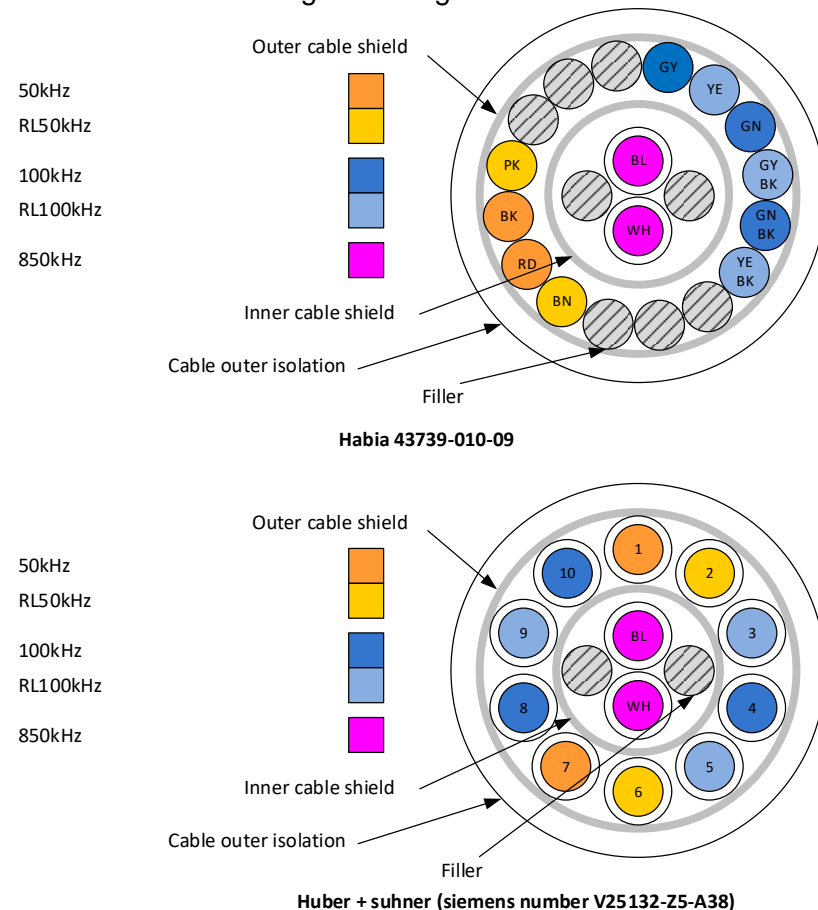 Outer cable shield
50kHz
RL50kHz
100kHz
RL100kHz
850kHz
GY
YE
GN
GY
BK
GN
BK
YE
BK
PK
BK
RD
BN
BL
WH
Inner cable shield
Cable outer isolation
Filler
Habia 43739-010-09
Outer cable shield
50kHz
RL50kHz
100kHz
RL100kHz
850kHz
1
2
3
4
5
6
7
8
9
10
BL
WH
Inner cable shield
Cable outer isolation
Filler
Huber + suhner (siemens number V25132-Z5-A38)